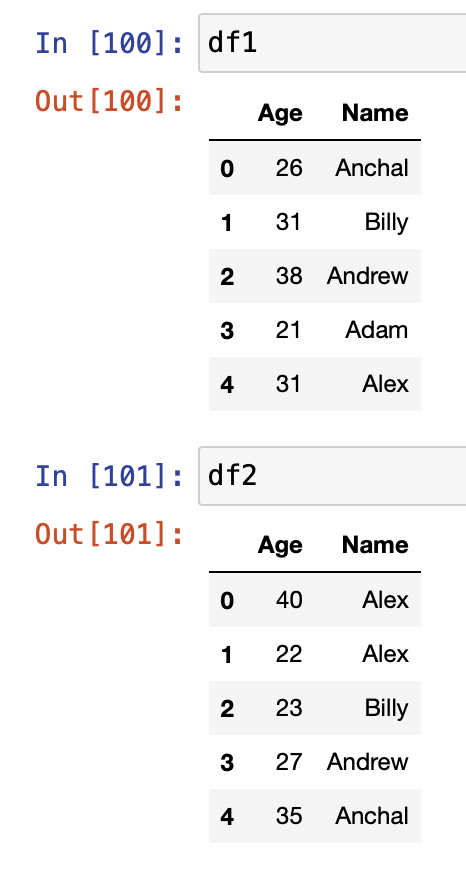 In [100]: df1
Out[100]:
Age Name
0 26 Anchal
1 31 Billy
2 38 Andrew
3 21 Adam
4 31 Alex
In [101]: df2
Out[101]:
Age Name
0 40 Alex
1 22 Alex
2 23 Billy
3 27 Andrew
4 35 Anchal